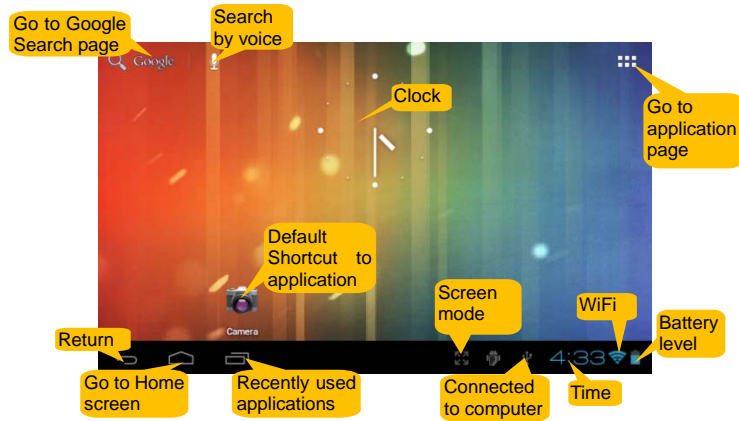 Go to Google
Search page
Search
by voice
Google
Clock
Go to
application
page
Default
Shortcut to
application
Camera
Screen
mode
WiFi
Battery
level
Return
4:33
Go to Home
screen
Recently used
applications
Connected
to computer
Time